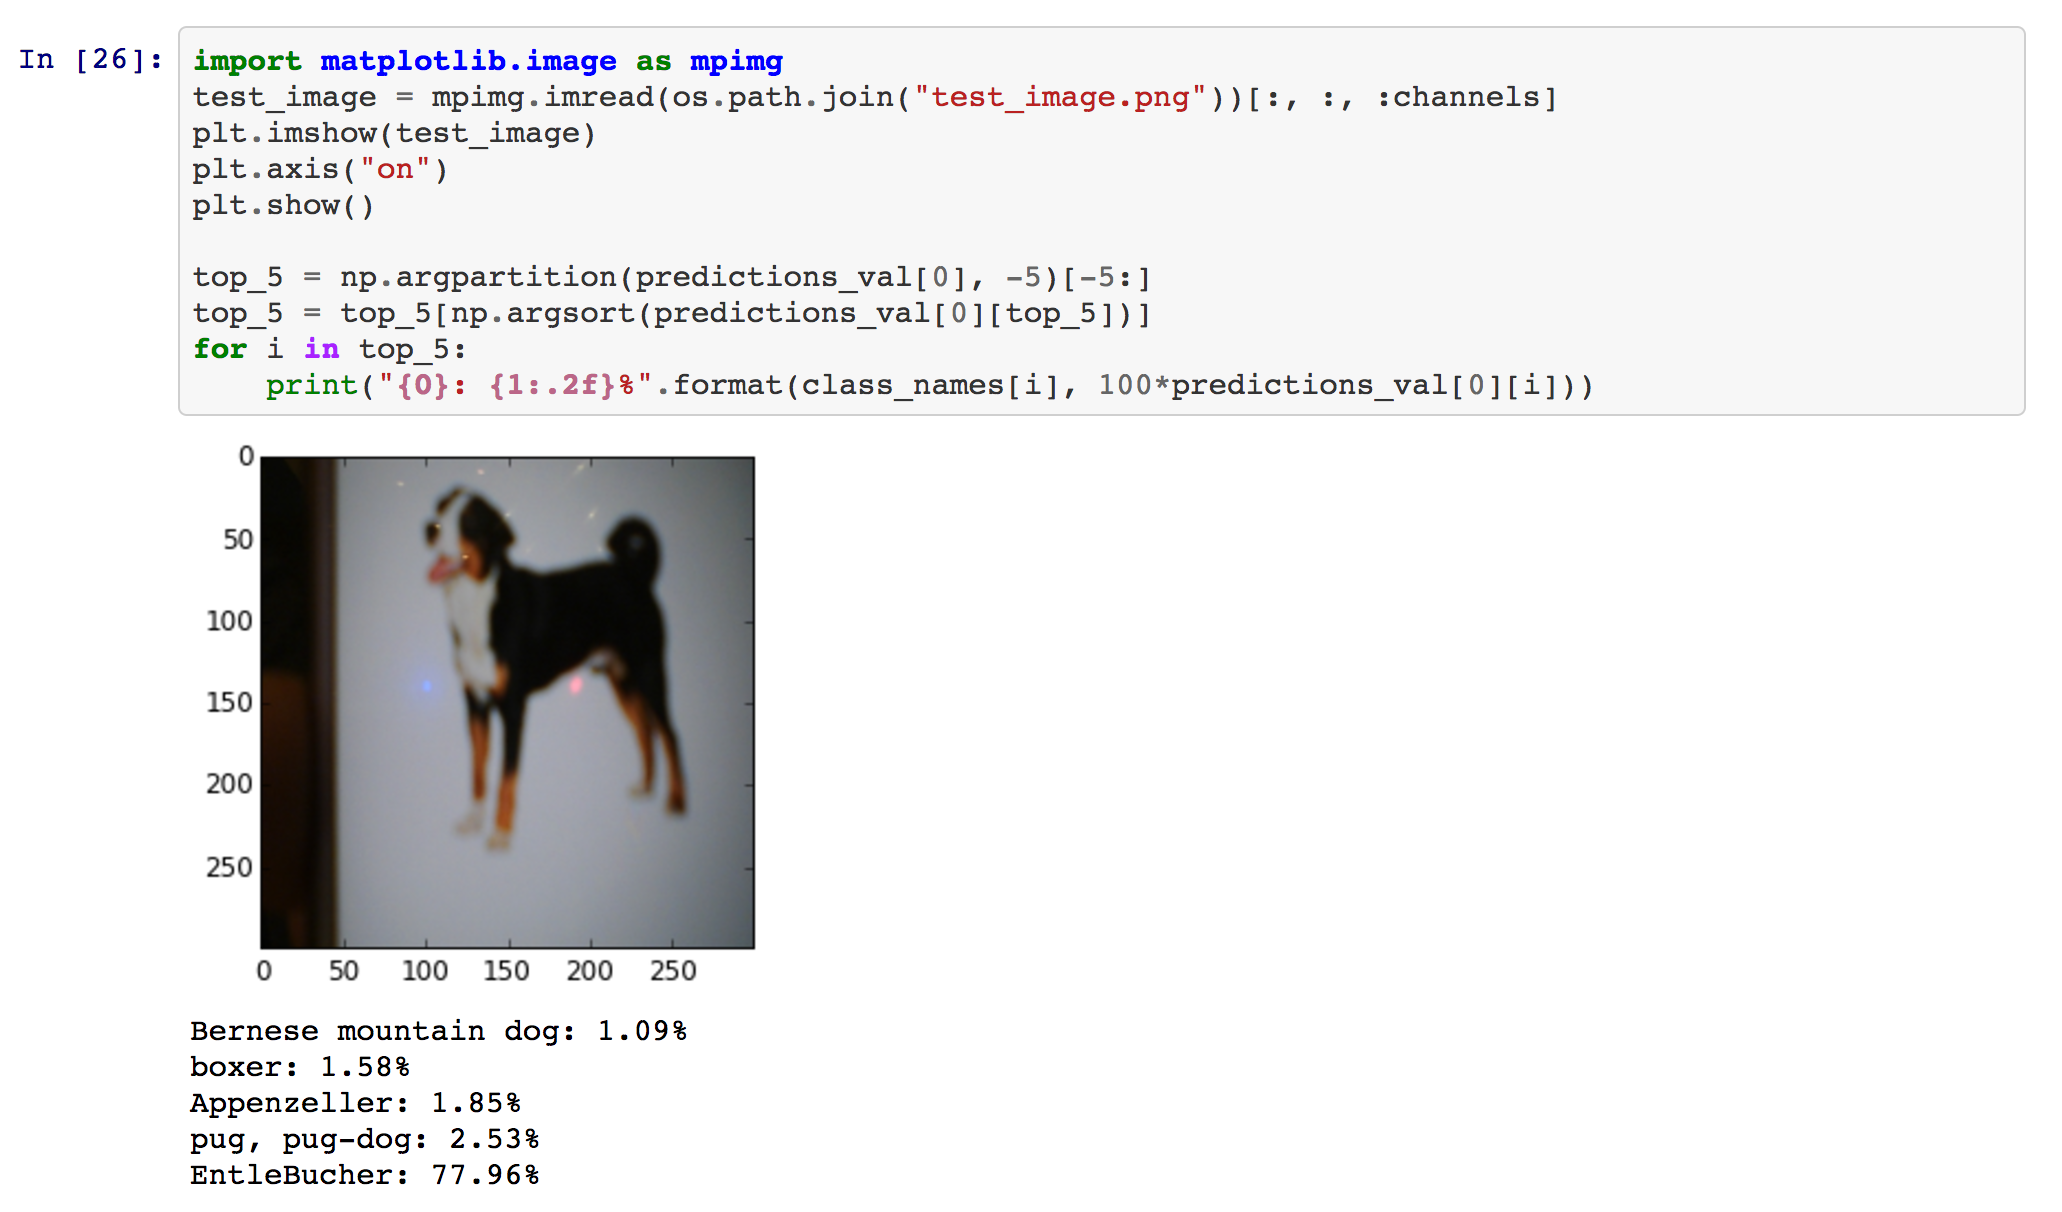 In [26]:
import matplotlib.image as mpimg
test_image = mpimg.imread(os.path.join("test_image.png"))[:, :, :channels]
plt.imshow(test_image)
plt.axis("on")
plt.show()
top_5 = np.argpartition(predictions_val[0], -5)[-5:]
top_5 = top_5[np.argsort(predictions_val[0][top_5])]
for i in top_5:
    print("{0}: {1:.2f}%".format(class_names[i], 100*predictions_val[0][i]))
0
50
100
150
200
250
0 50 100 150 200 250
Bernese mountain dog: 1.09%
boxer: 1.58%
Appenzeller: 1.85%
pug, pug-dog: 2.53%
EntleBucher: 77.96%